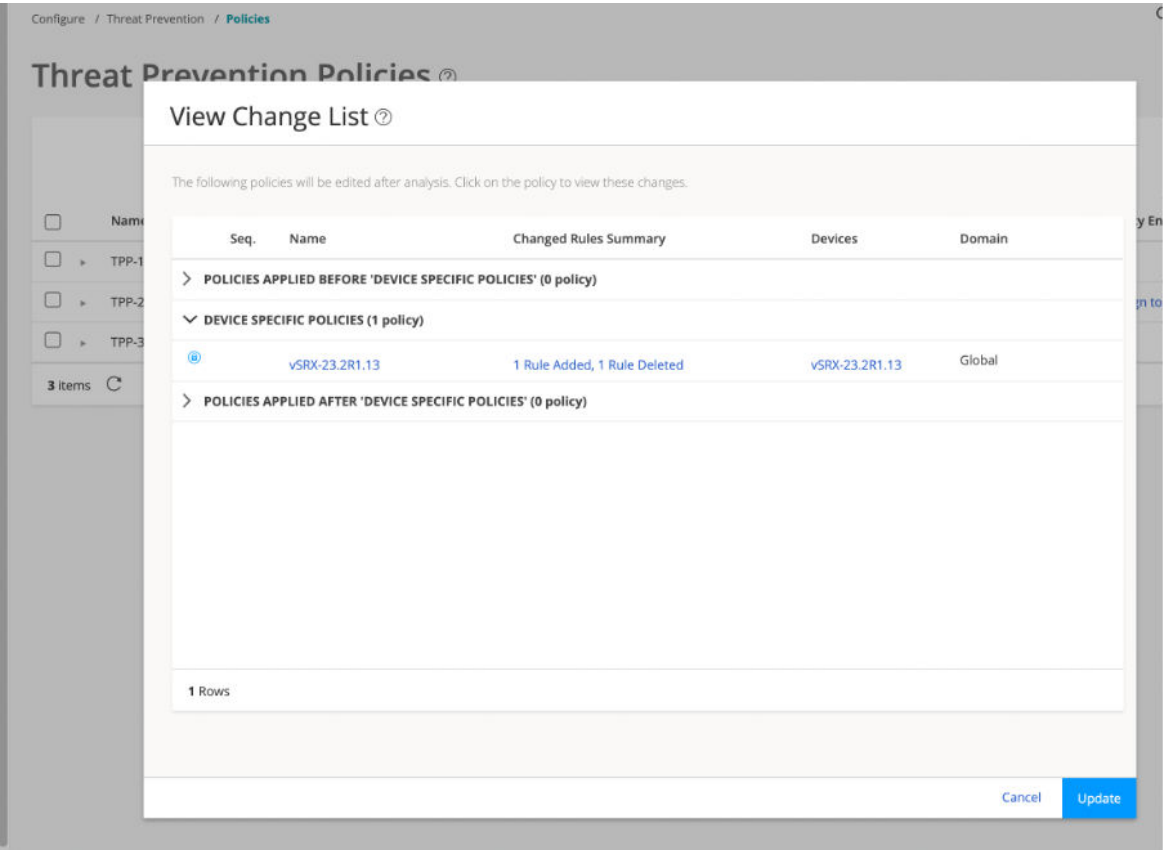 Configure / Threat Prevention / Policies
Threat Prevention Policies
View Change List
The following policies will be edited after analysis. Click on the policy to view these changes.
Name
TPP-1
TPP-2
TPP-3
3 items
Seq. Name Changed Rules Summary Devices Domain
POLICIES APPLIED BEFORE 'DEVICE SPECIFIC POLICIES' (0 policy)
DEVICE SPECIFIC POLICIES (1 policy)
vSRX-23.2R1.13 1 Rule Added, 1 Rule Deleted vSRX-23.2R1.13 Global
POLICIES APPLIED AFTER 'DEVICE SPECIFIC POLICIES' (0 policy)
1 Rows
Cancel Update